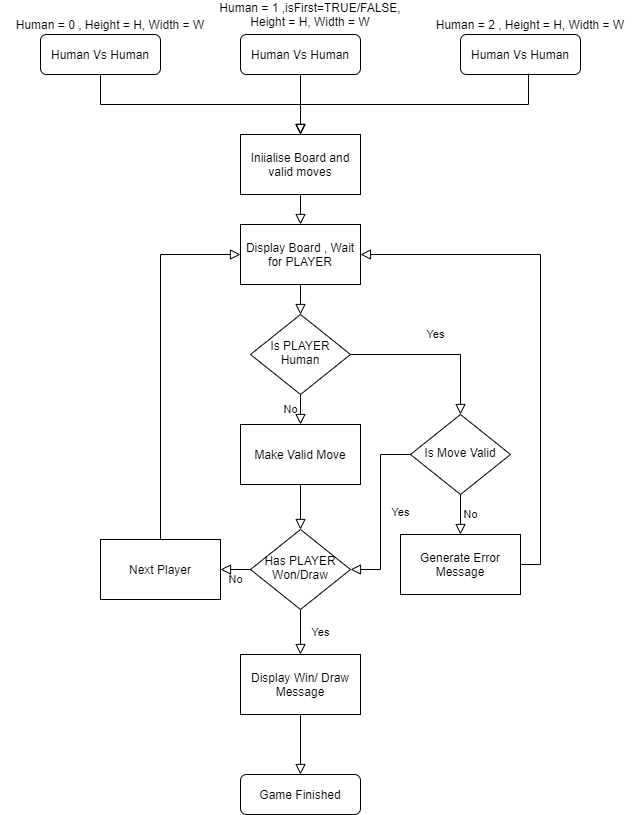 Human = 1 ,isFirst=TRUE/FALSE,
Height = H, Width = W
Human = 0 , Height = H, Width = W
Human = 2 , Height = H, Width = W
Human Vs Human
Human Vs Human
Human Vs Human
Iniialise Board and
valid moves
Display Board , Wait
for PLAYER
Is PLAYER
Human
Yes
No
Make Valid Move
Is Move Valid
Yes
No
Has PLAYER
Won/Draw
Generate Error
Message
Next Player
No
Yes
Display Win/ Draw
Message
Game Finished